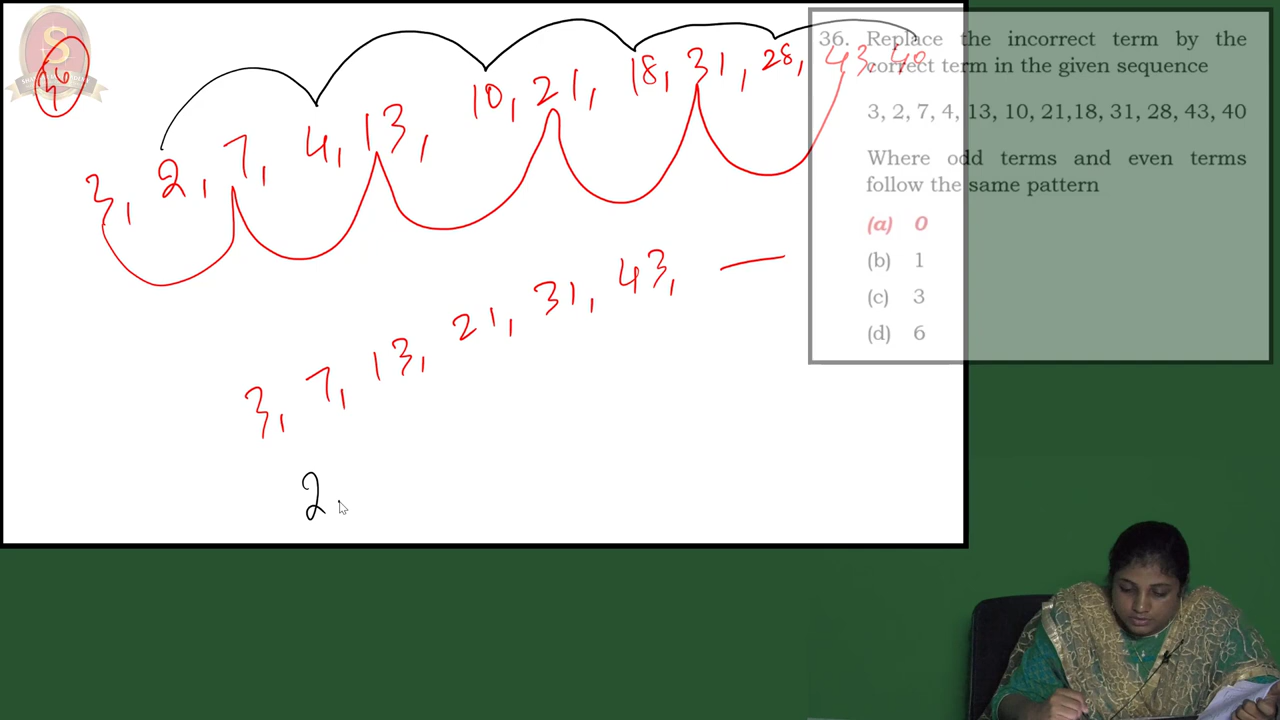 36
3, 2, 7, 4, 13, 10, 21, 18, 31, 28, 43, 40
3, 7, 13, 21, 31, 43, —
2
36. Replace the incorrect term by the
correct term in the given sequence
3, 2, 7, 4, 13, 10, 21,18, 31, 28, 43, 40
Where odd terms and even terms
follow the same pattern
(a) 0
(b) 1
(c) 3
(d) 6
S